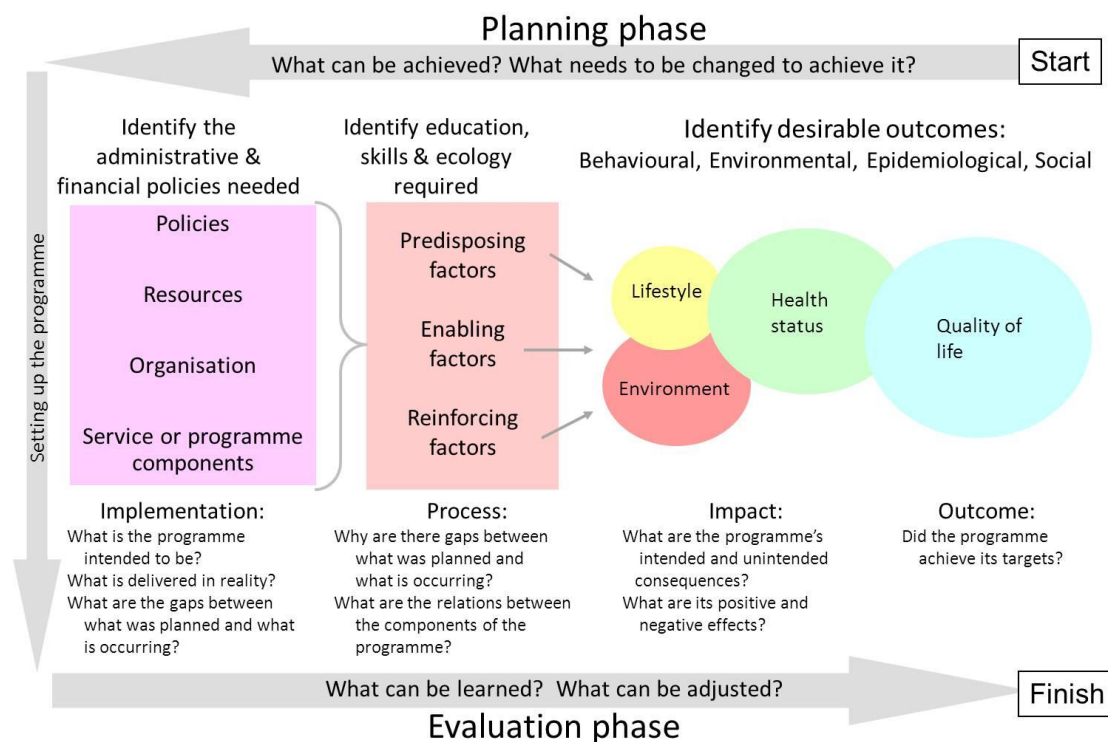 Planning phase
What can be achieved? What needs to be changed to achieve it?
Start
Identify the
administrative &
financial policies needed
Identify education,
skills & ecology
required
Identify desirable outcomes:
Behavioural, Environmental, Epidemiological, Social
Setting up the programme
Policies
Resources
Organisation
Service or programme
components
Predisposing
factors
Enabling
factors
Reinforcing
factors
Lifestyle
Environment
Health
status
Quality of
life
Implementation:
What is the programme
intended to be?
What is delivered in reality?
What are the gaps between
what was planned and what
is occurring?
Process:
Why are there gaps between
what was planned and
what is occurring?
What are the relations between
the components of the
programme?
Impact:
What are the programme's
intended and unintended
consequences?
What are its positive and
negative effects?
Outcome:
Did the programme
achieve its targets?
What can be learned? What can be adjusted?
Finish
Evaluation phase